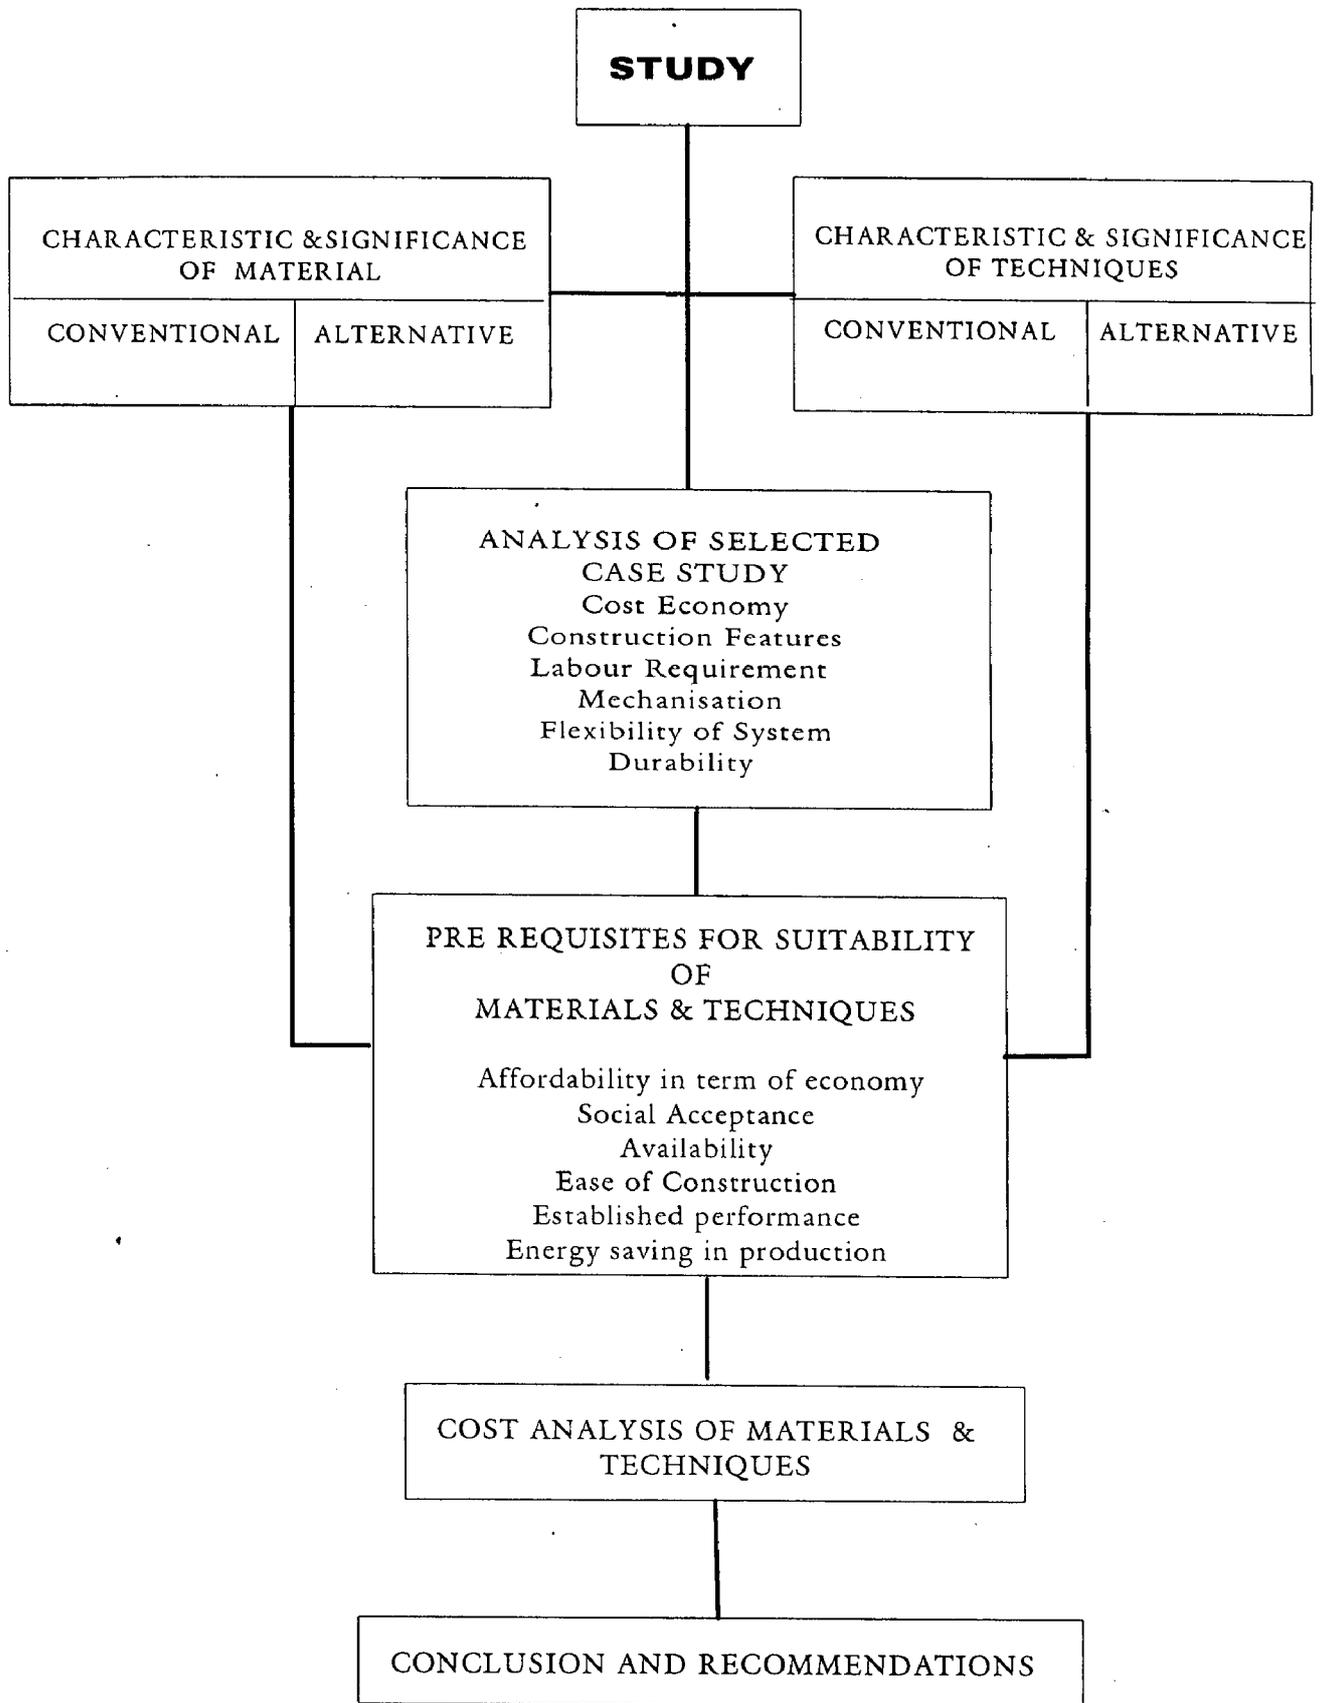 STUDY
CHARACTERISTIC &SIGNIFICANCE
OF MATERIAL
CONVENTIONAL
ALTERNATIVE
CHARACTERISTIC & SIGNIFICANCE
OF TECHNIQUES
CONVENTIONAL
ALTERNATIVE
ANALYSIS OF SELECTED
CASE STUDY
Cost Economy
Construction Features
Labour Requirement
Mechanisation
Flexibility of System
Durability
PRE REQUISITES FOR SUITABILITY
OF
MATERIALS & TECHNIQUES
Affordability in term of economy
Social Acceptance
Availability
Ease of Construction
Established performance
Energy saving in production
COST ANALYSIS OF MATERIALS &
TECHNIQUES
CONCLUSION AND RECOMMENDATIONS